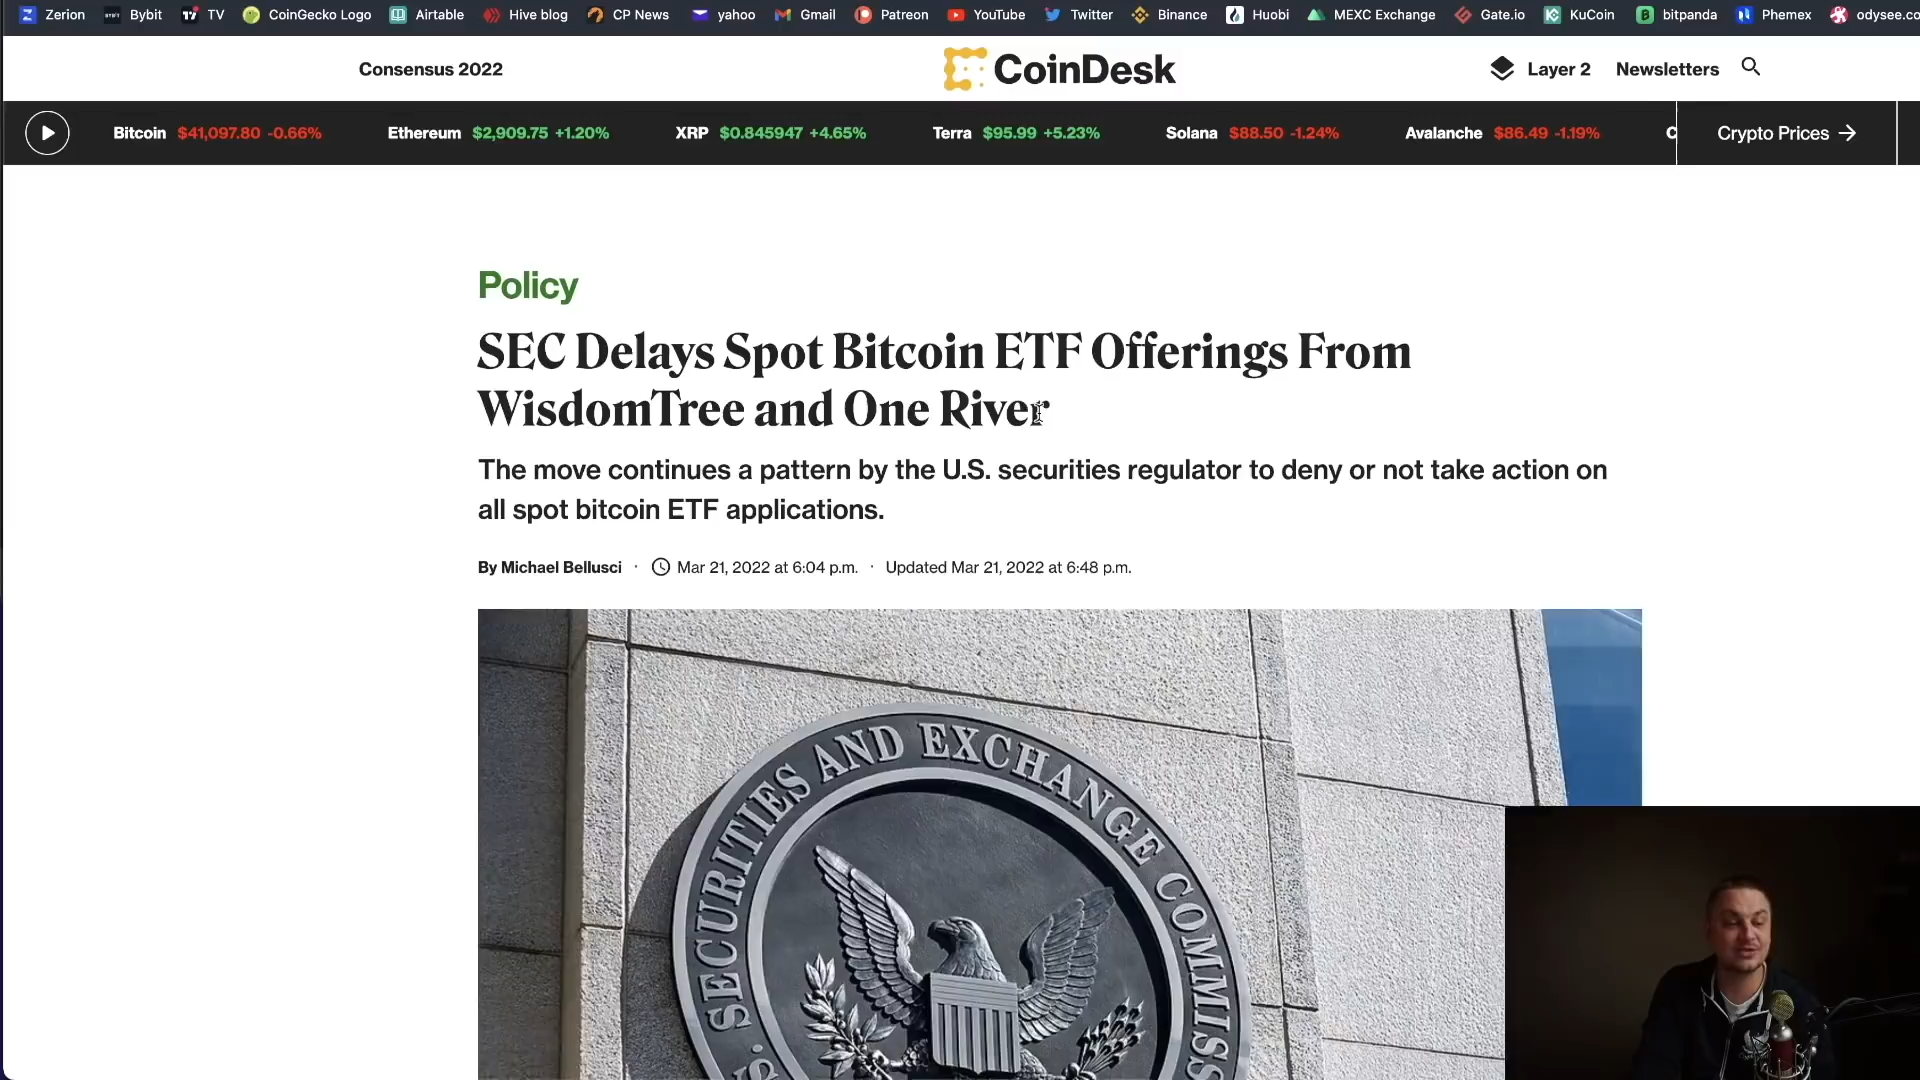 Zerion Bybit TV CoinGecko Logo Airtable Hive blog CP News yahoo Gmail Patreon YouTube Twitter Binance Huobi MEXC Exchange Gate.io KuCoin bitpanda Phemex odysee.co
Consensus 2022 CoinDesk Layer 2 Newsletters
Bitcoin $41,097.80 -0.66% Ethereum $2,909.75 +1.20% XRP $0.845947 +4.65% Terra $95.99 +5.23% Solana $88.50 -1.24% Avalanche $86.49 -1.19% C Crypto Prices →
Policy
SEC Delays Spot Bitcoin ETF Offerings From
WisdomTree and One River
The move continues a pattern by the U.S. securities regulator to deny or not take action on
all spot bitcoin ETF applications.
By Michael Bellusci · Mar 21, 2022 at 6:04 p.m. · Updated Mar 21, 2022 at 6:48 p.m.
S. SECURITIES AND EXCHANGE COMMISS